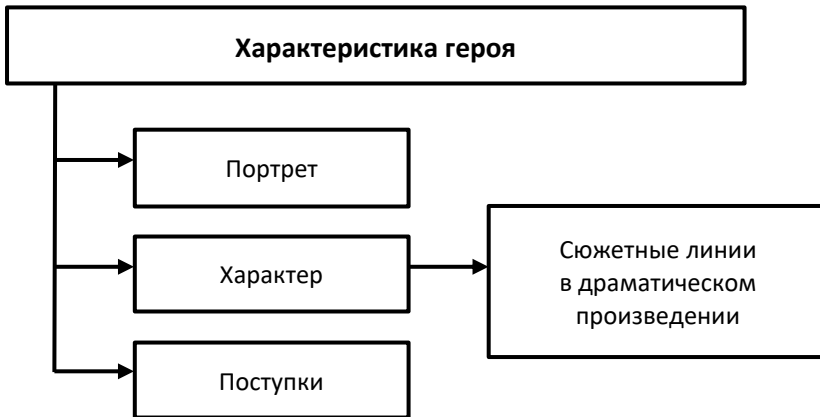 Характеристика героя
Портрет
Характер
Сюжетные линии
в драматическом
произведении
Поступки